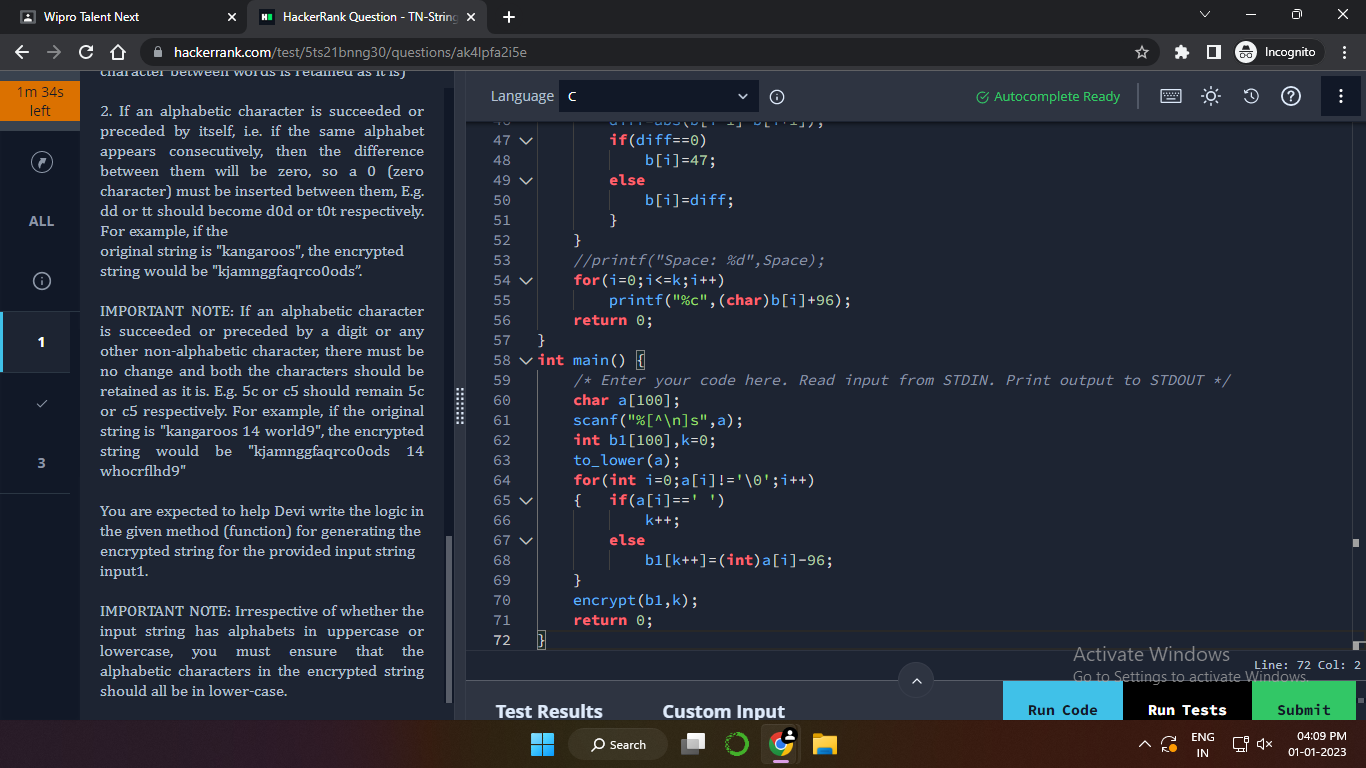 Wipro Talent Next
HackerRank Question - TN-String
hackerrank.com/test/5ts21bnng30/questions/ak4lpfa2i5e
Incognito
1m 34s
left
ALL
1
3
character between words is retained as it is)
2. If an alphabetic character is succeeded or
preceded by itself, i.e. if the same alphabet
appears consecutively, then the difference
between them will be zero, so a 0 (zero
character) must be inserted between them, E.g.
dd or tt should become d0d or t0t respectively.
For example, if the
original string is "kangaroos", the encrypted
string would be "kjamnggfaqrco0ods”.
IMPORTANT NOTE: If an alphabetic character
is succeeded or preceded by a digit or any
other non-alphabetic character, there must be
no change and both the characters should be
retained as it is. E.g. 5c or c5 should remain 5c
or c5 respectively. For example, if the original
string is "kangaroos 14 world9", the encrypted
string would be "kjamnggfaqrco0ods 14
whocrflhd9"
You are expected to help Devi write the logic in
the given method (function) for generating the
encrypted string for the provided input string
input1.
IMPORTANT NOTE: Irrespective of whether the
input string has alphabets in uppercase or
lowercase, you must ensure that the
alphabetic characters in the encrypted string
should all be in lower-case.
Language C
Autocomplete Ready
46 diff=abs(b[i-1]-b[i+1]);
47 if(diff==0)
48 b[i]=47;
49 else
50 b[i]=diff;
51 }
52 }
53 //printf("Space: %d",Space);
54 for(i=0;i<=k;i++)
55 printf("%c",(char)b[i]+96);
56 return 0;
57 }
58 int main() {
59 /* Enter your code here. Read input from STDIN. Print output to STDOUT */
60 char a[100];
61 scanf("%[^\n]s",a);
62 int b1[100],k=0;
63 to_lower(a);
64 for(int i=0;a[i]!='\0';i++)
65 { if(a[i]==' ')
66 k++;
67 else
68 b1[k++]=(int)a[i]-96;
69 }
70 encrypt(b1,k);
71 return 0;
72 }
Activate Windows
Go to Settings to activate Windows.
Line: 72 Col: 2
Test Results
Custom Input
Run Code
Run Tests
Submit
Search
ENG
IN
04:09 PM
01-01-2023